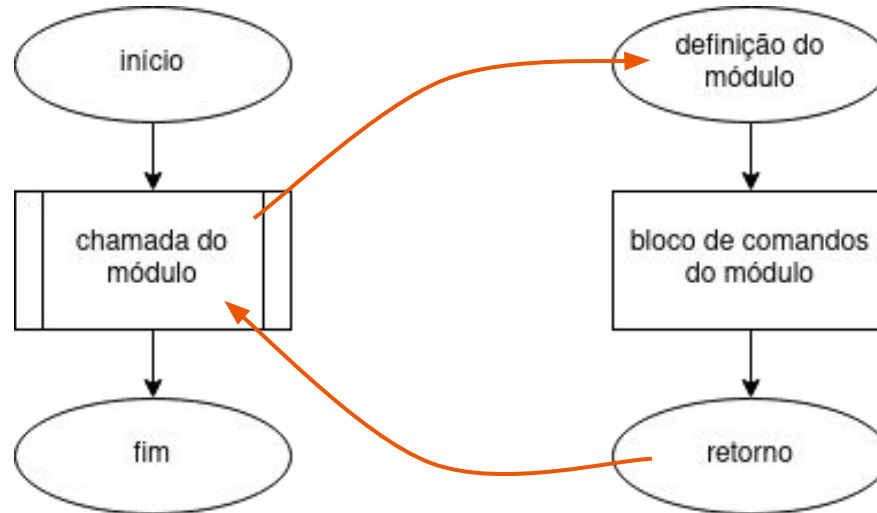 início
chamada do
módulo
fim
definição do
módulo
bloco de comandos
do módulo
retorno